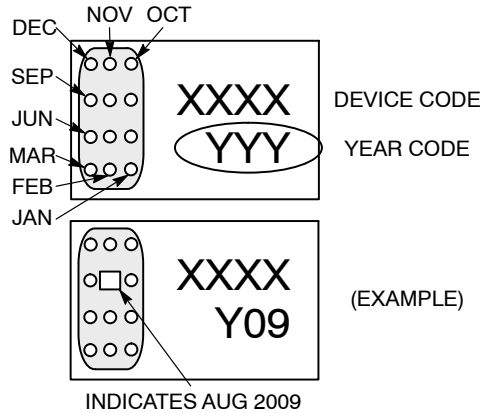 NOV OCT
DEC
SEP
JUN
MAR
FEB
JAN
XXXX
DEVICE CODE
YYY
YEAR CODE
XXXX
Y09
(EXAMPLE)
INDICATES AUG 2009